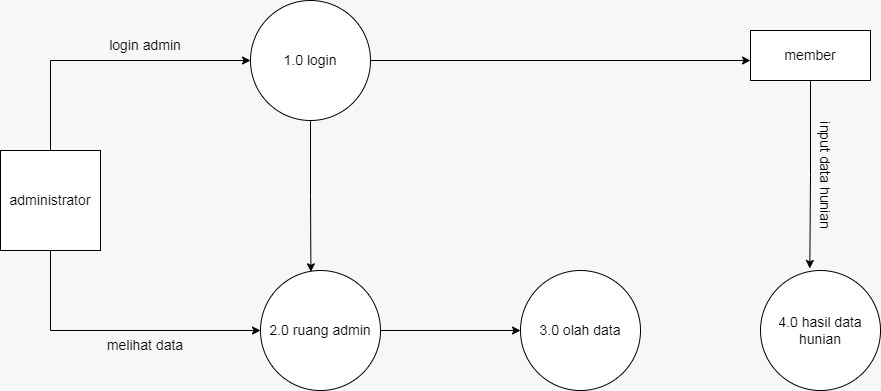 login admin
1.0 login
member
input data hunian
administrator
2.0 ruang admin
3.0 olah data
4.0 hasil data
hunian
melihat data